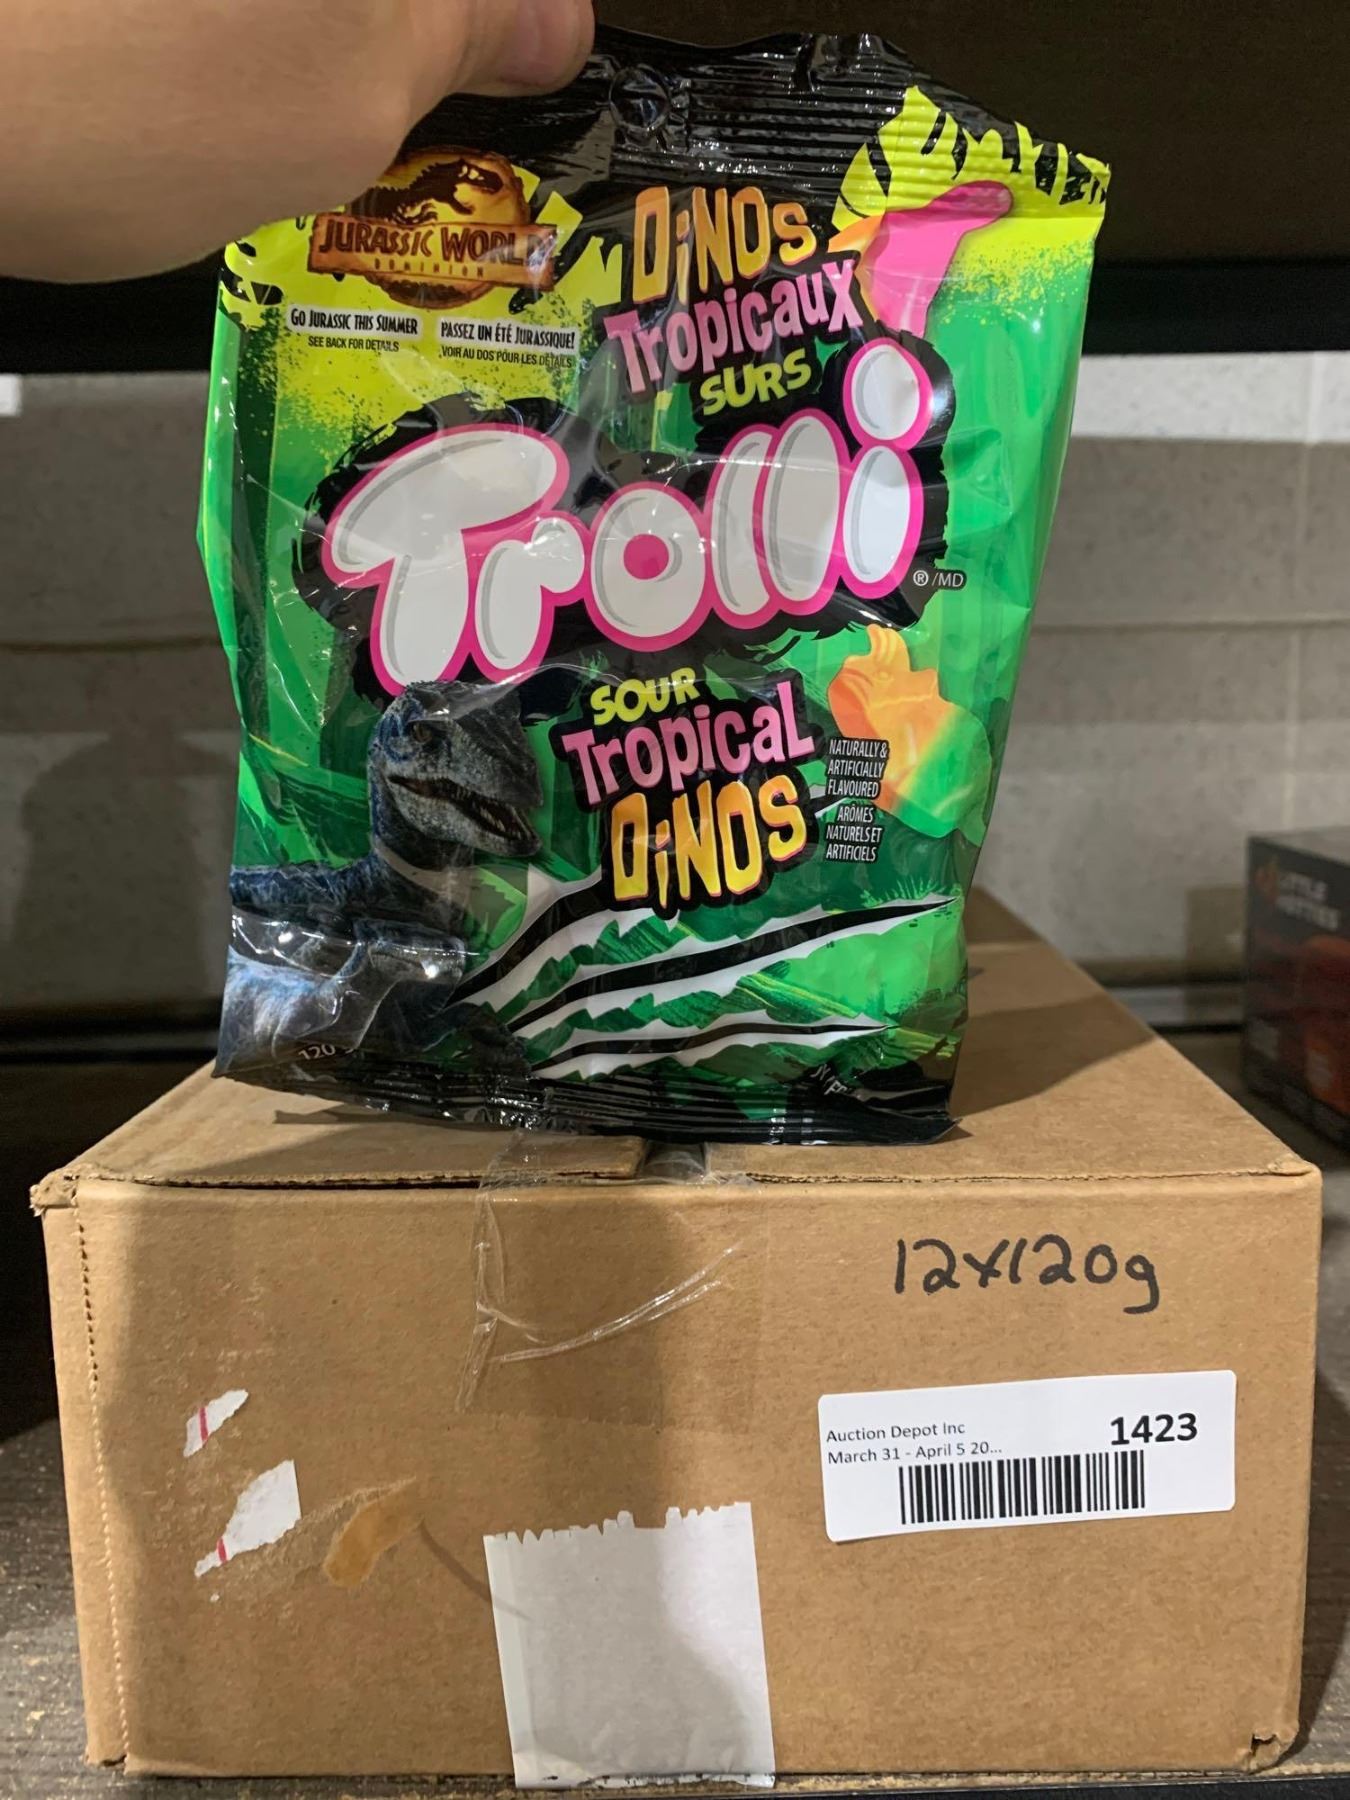 JURASSIC WORLD
DOMINION
GO JURASSIC THIS SUMMER
SEE BACK FOR DETAILS
PASSEZ UN ÉTÉ JURASSIQUE!
VOIR AU DOS POUR LES DÉTAILS
DiNOS
Tropicaux
SURS
Trolli
®/MD
SOUR
TropicaL
DiNOS
NATURALLY &
ARTIFICIALLY
FLAVOURED
ARÔMES
NATURELS ET
ARTIFICIELS
120 g
12x120g
Auction Depot Inc
March 31 - April 5 20...
1423